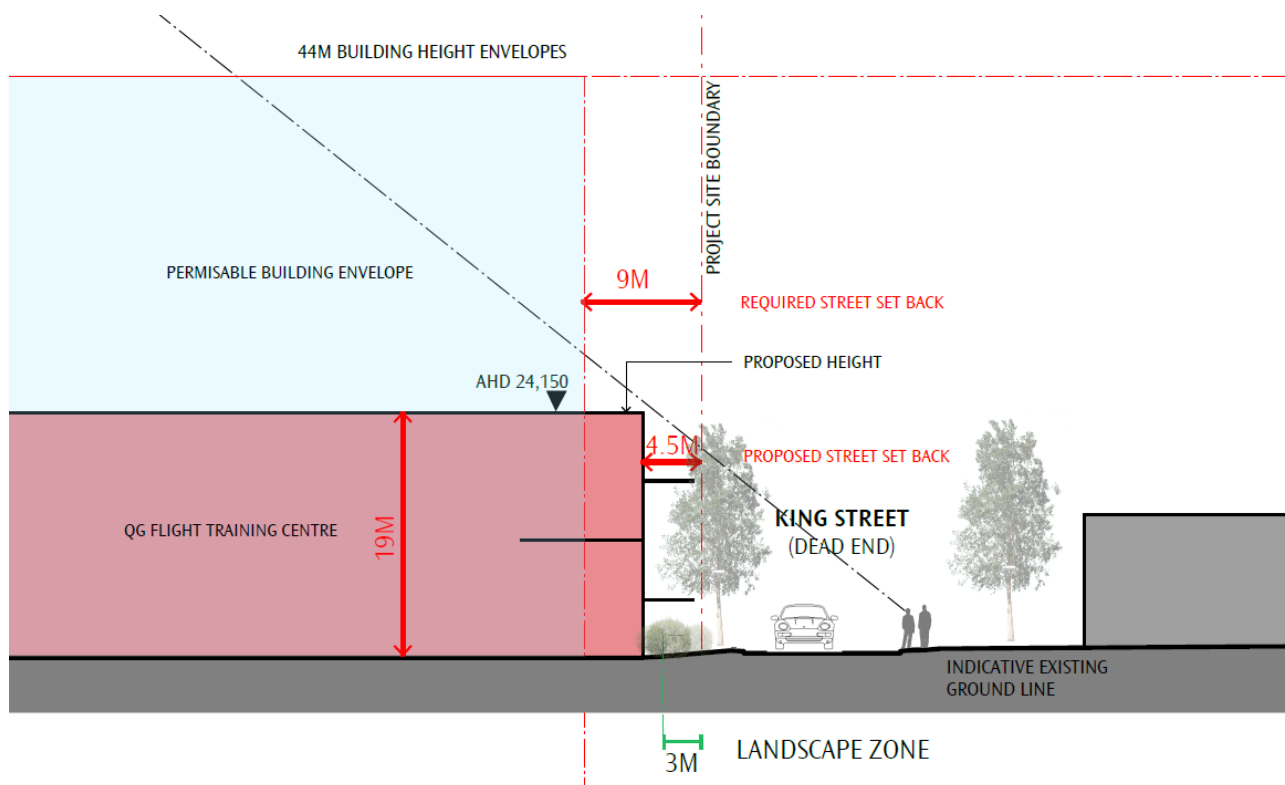 44M BUILDING HEIGHT ENVELOPES
PROJECT SITE BOUNDARY
PERMISABLE BUILDING ENVELOPE
9M
REQUIRED STREET SET BACK
PROPOSED HEIGHT
AHD 24,150
4.5M
PROPOSED STREET SET BACK
QG FLIGHT TRAINING CENTRE
19M
KING STREET
(DEAD END)
INDICATIVE EXISTING
GROUND LINE
3M
LANDSCAPE ZONE